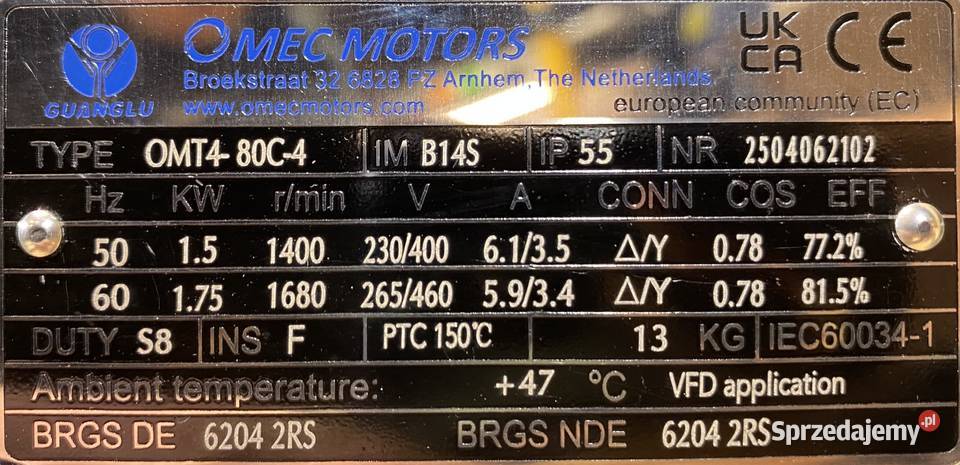 OMEC MOTORS
UK
CA CE
Broekstraat 32 6828 PZ Arnhem,The Netherlands
GUANGLU www.omecmotors.com european community (EC)
TYPE OMT4-80C-4 IM B14S IP 55 NR 2504062102
Hz KW r/min V A CONN COS EFF
50 1.5 1400 230/400 6.1/3.5 Δ/Y 0.78 77.2%
60 1.75 1680 265/460 5.9/3.4 Δ/Y 0.78 81.5%
DUTY S8 INS F PTC 150℃ 13 KG IEC60034-1
Ambient temperature: +47 °C VFD application
BRGS DE 6204 2RS BRGS NDE 6204 2RS
Sprzedajemy.pl